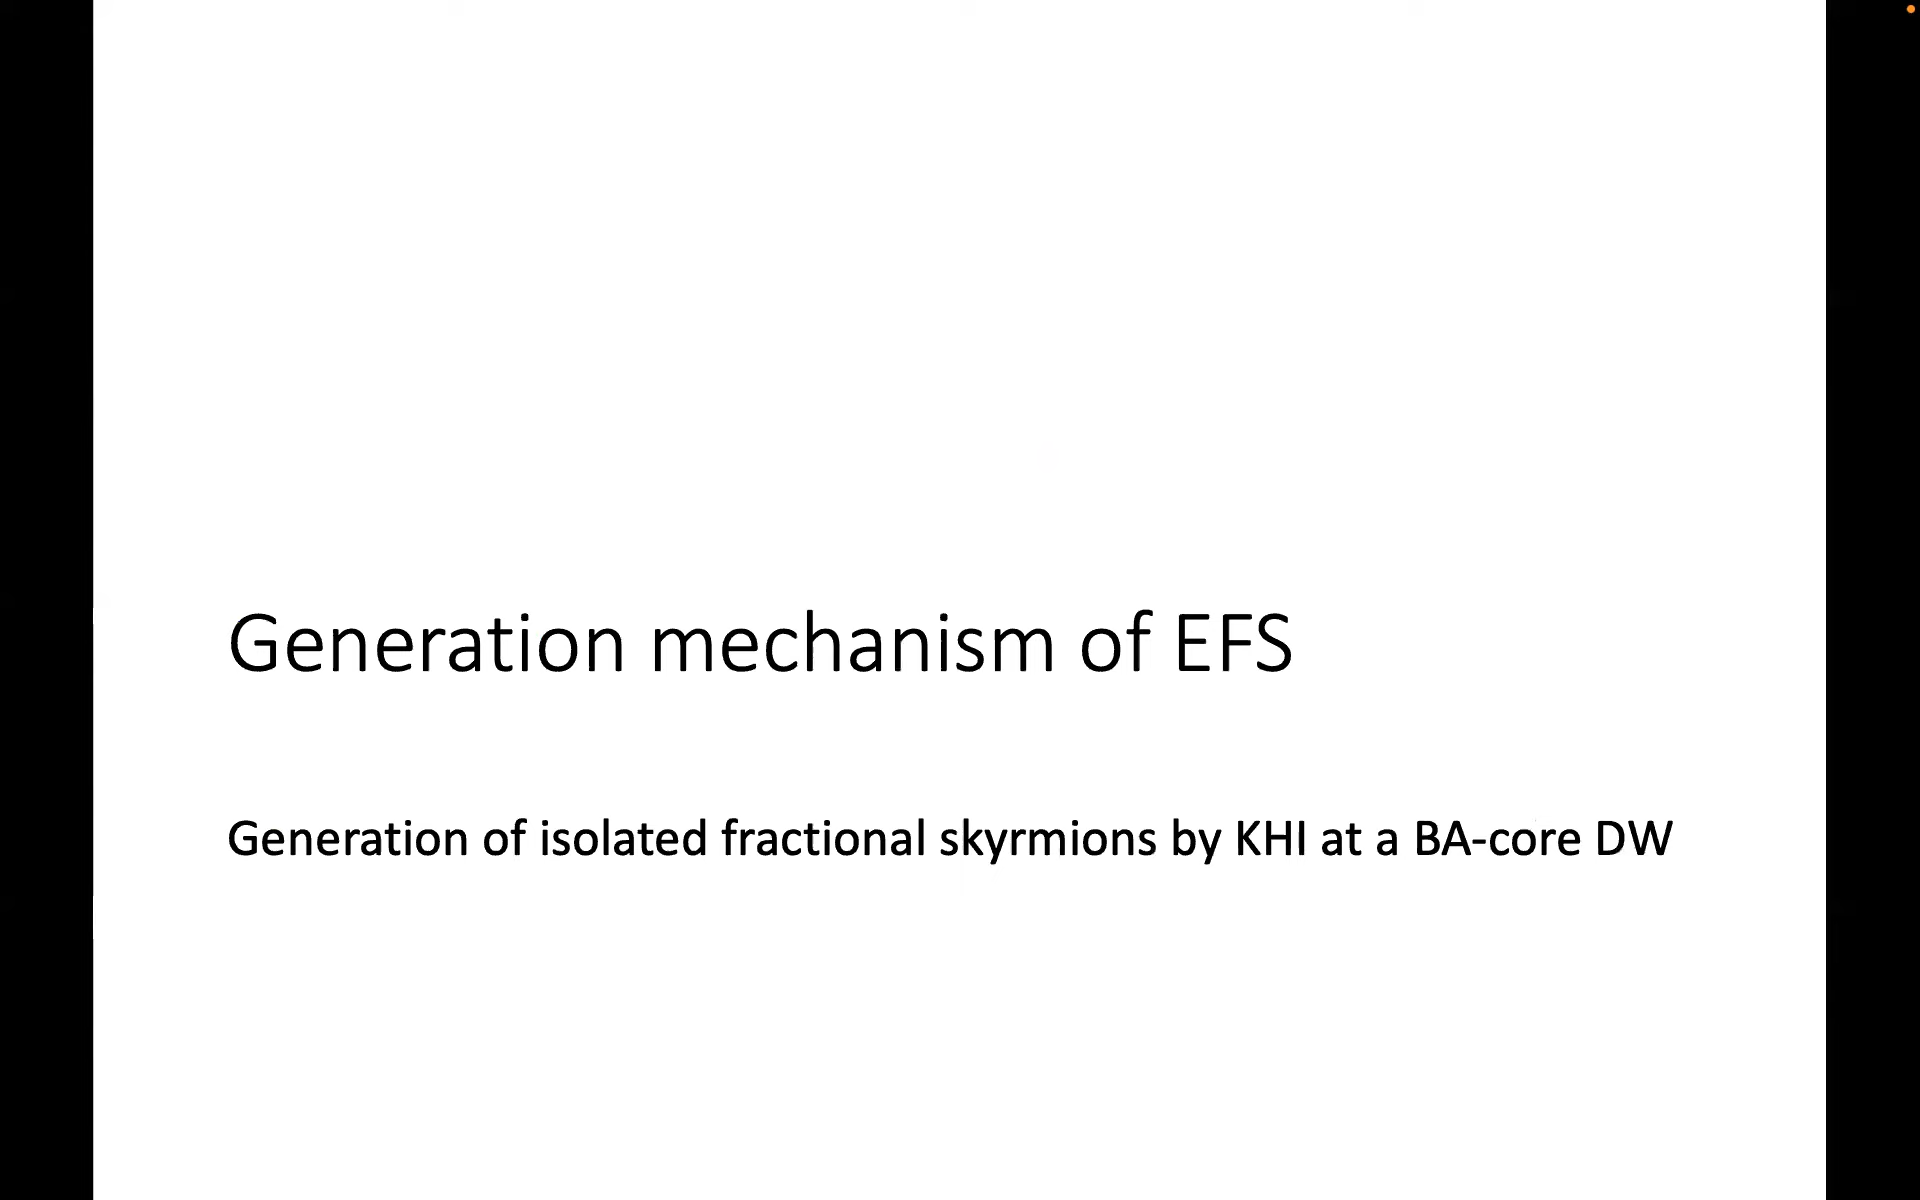 Generation mechanism of EFS
Generation of isolated fractional skyrmions by KHI at a BA-core DW